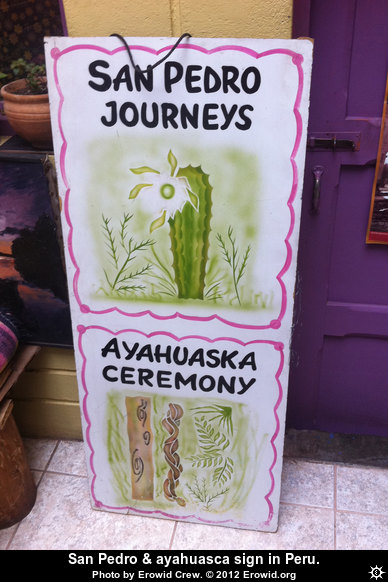 SAN PEDRO
JOURNEYS
AYAHUASKA
CEREMONY
San Pedro & ayahuasca sign in Peru.
Photo by Erowid Crew. © 2012 Erowid.org